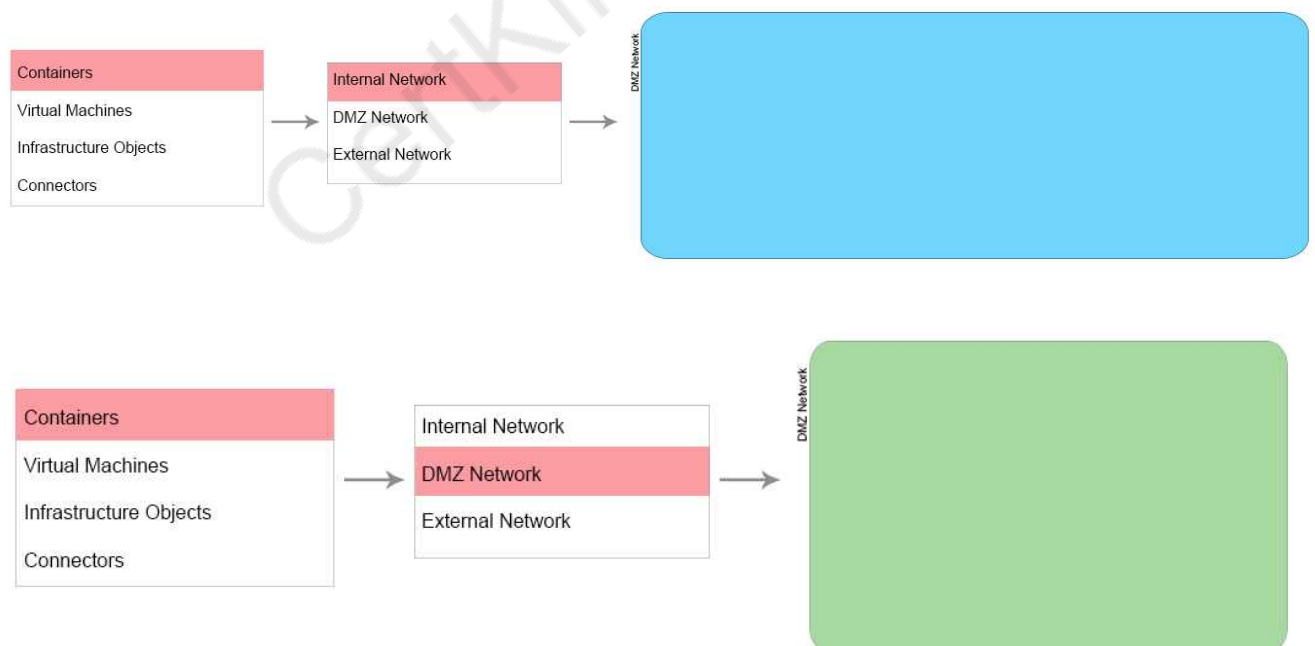 Containers
Virtual Machines
Infrastructure Objects
Connectors
Internal Network
DMZ Network
External Network
DMZ Network
Containers
Virtual Machines
Infrastructure Objects
Connectors
Internal Network
DMZ Network
External Network
DMZ Network